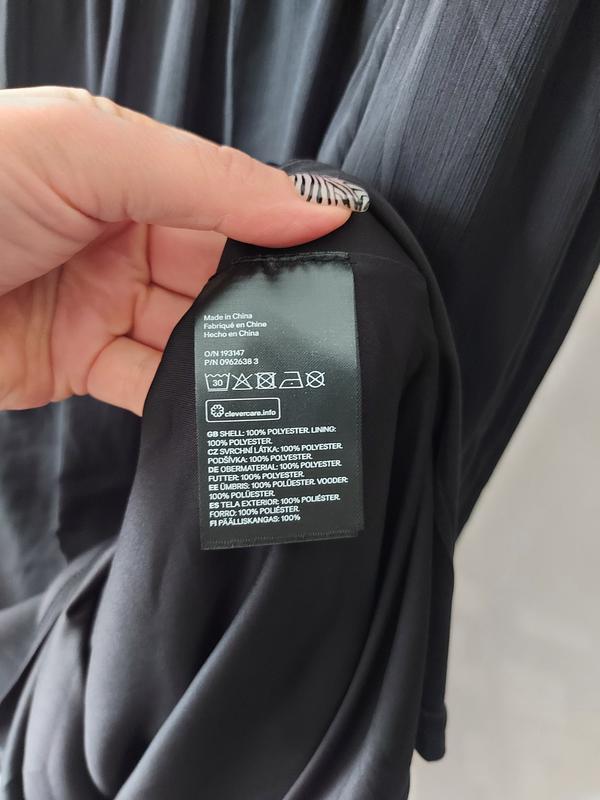 Made in China
Fabriqué en Chine
Hecho en China
O/N 193147
P/N 0962638 3
30
clevercare.info
GB SHELL: 100% POLYESTER. LINING:
100% POLYESTER.
CZ SVRCHNÍ LÁTKA: 100% POLYESTER.
PODŠÍVKA: 100% POLYESTER.
DE OBERMATERIAL: 100% POLYESTER.
FUTTER: 100% POLYESTER.
EE ÜMBRIS: 100% POLÜESTER. VOODER:
100% POLÜESTER.
ES TELA EXTERIOR: 100% POLIÉSTER.
FORRO: 100% POLIÉSTER.
FI PÄÄLLISKANGAS: 100%